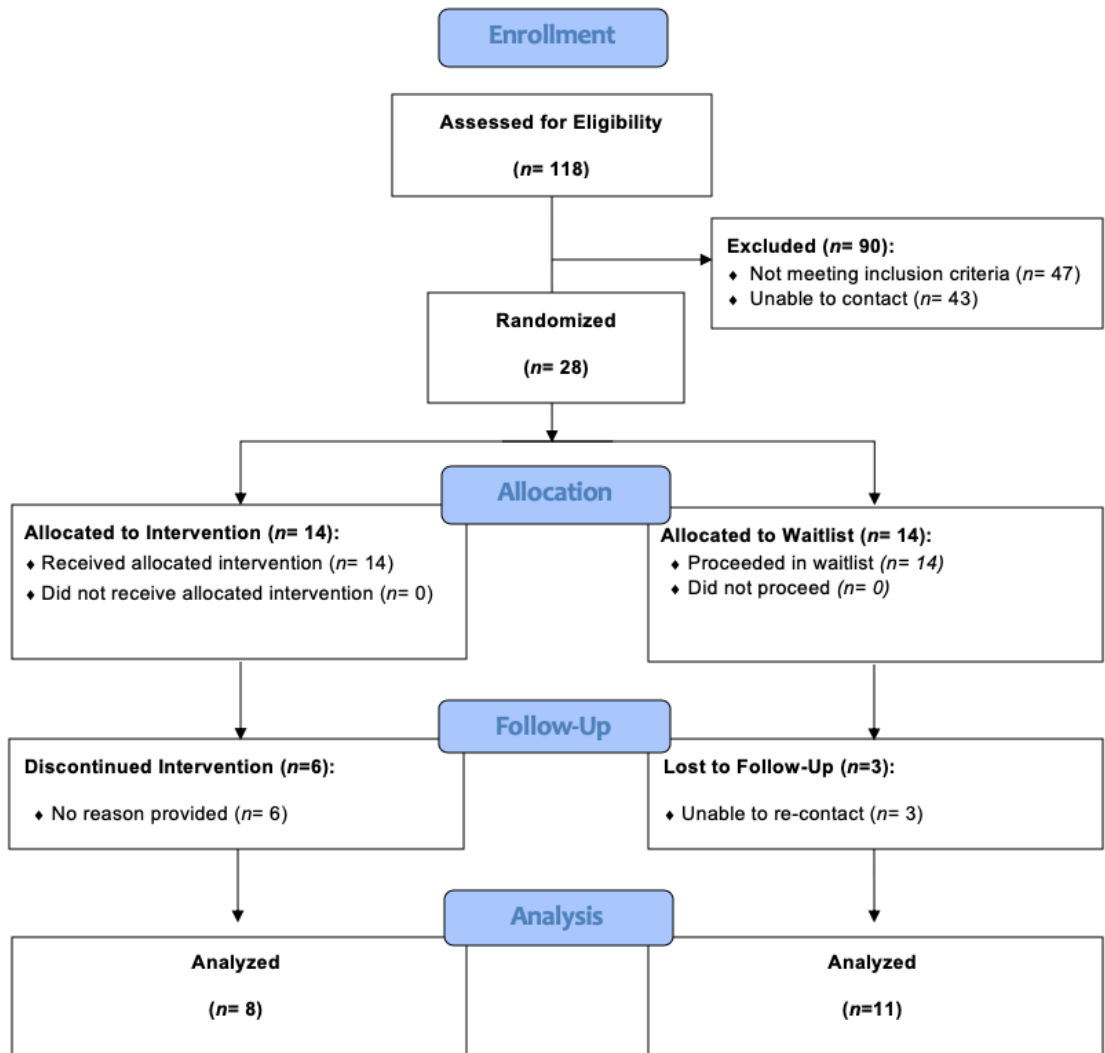 Enrollment
Assessed for Eligibility
(n= 118)
Excluded (n= 90):
♦ Not meeting inclusion criteria (n= 47)
♦ Unable to contact (n= 43)
Randomized
(n= 28)
Allocation
Allocated to Intervention (n= 14):
♦ Received allocated intervention (n= 14)
♦ Did not receive allocated intervention (n= 0)
Allocated to Waitlist (n= 14):
♦ Proceeded in waitlist (n= 14)
♦ Did not proceed (n= 0)
Follow-Up
Discontinued Intervention (n=6):
♦ No reason provided (n= 6)
Lost to Follow-Up (n=3):
♦ Unable to re-contact (n= 3)
Analysis
Analyzed
(n= 8)
Analyzed
(n=11)